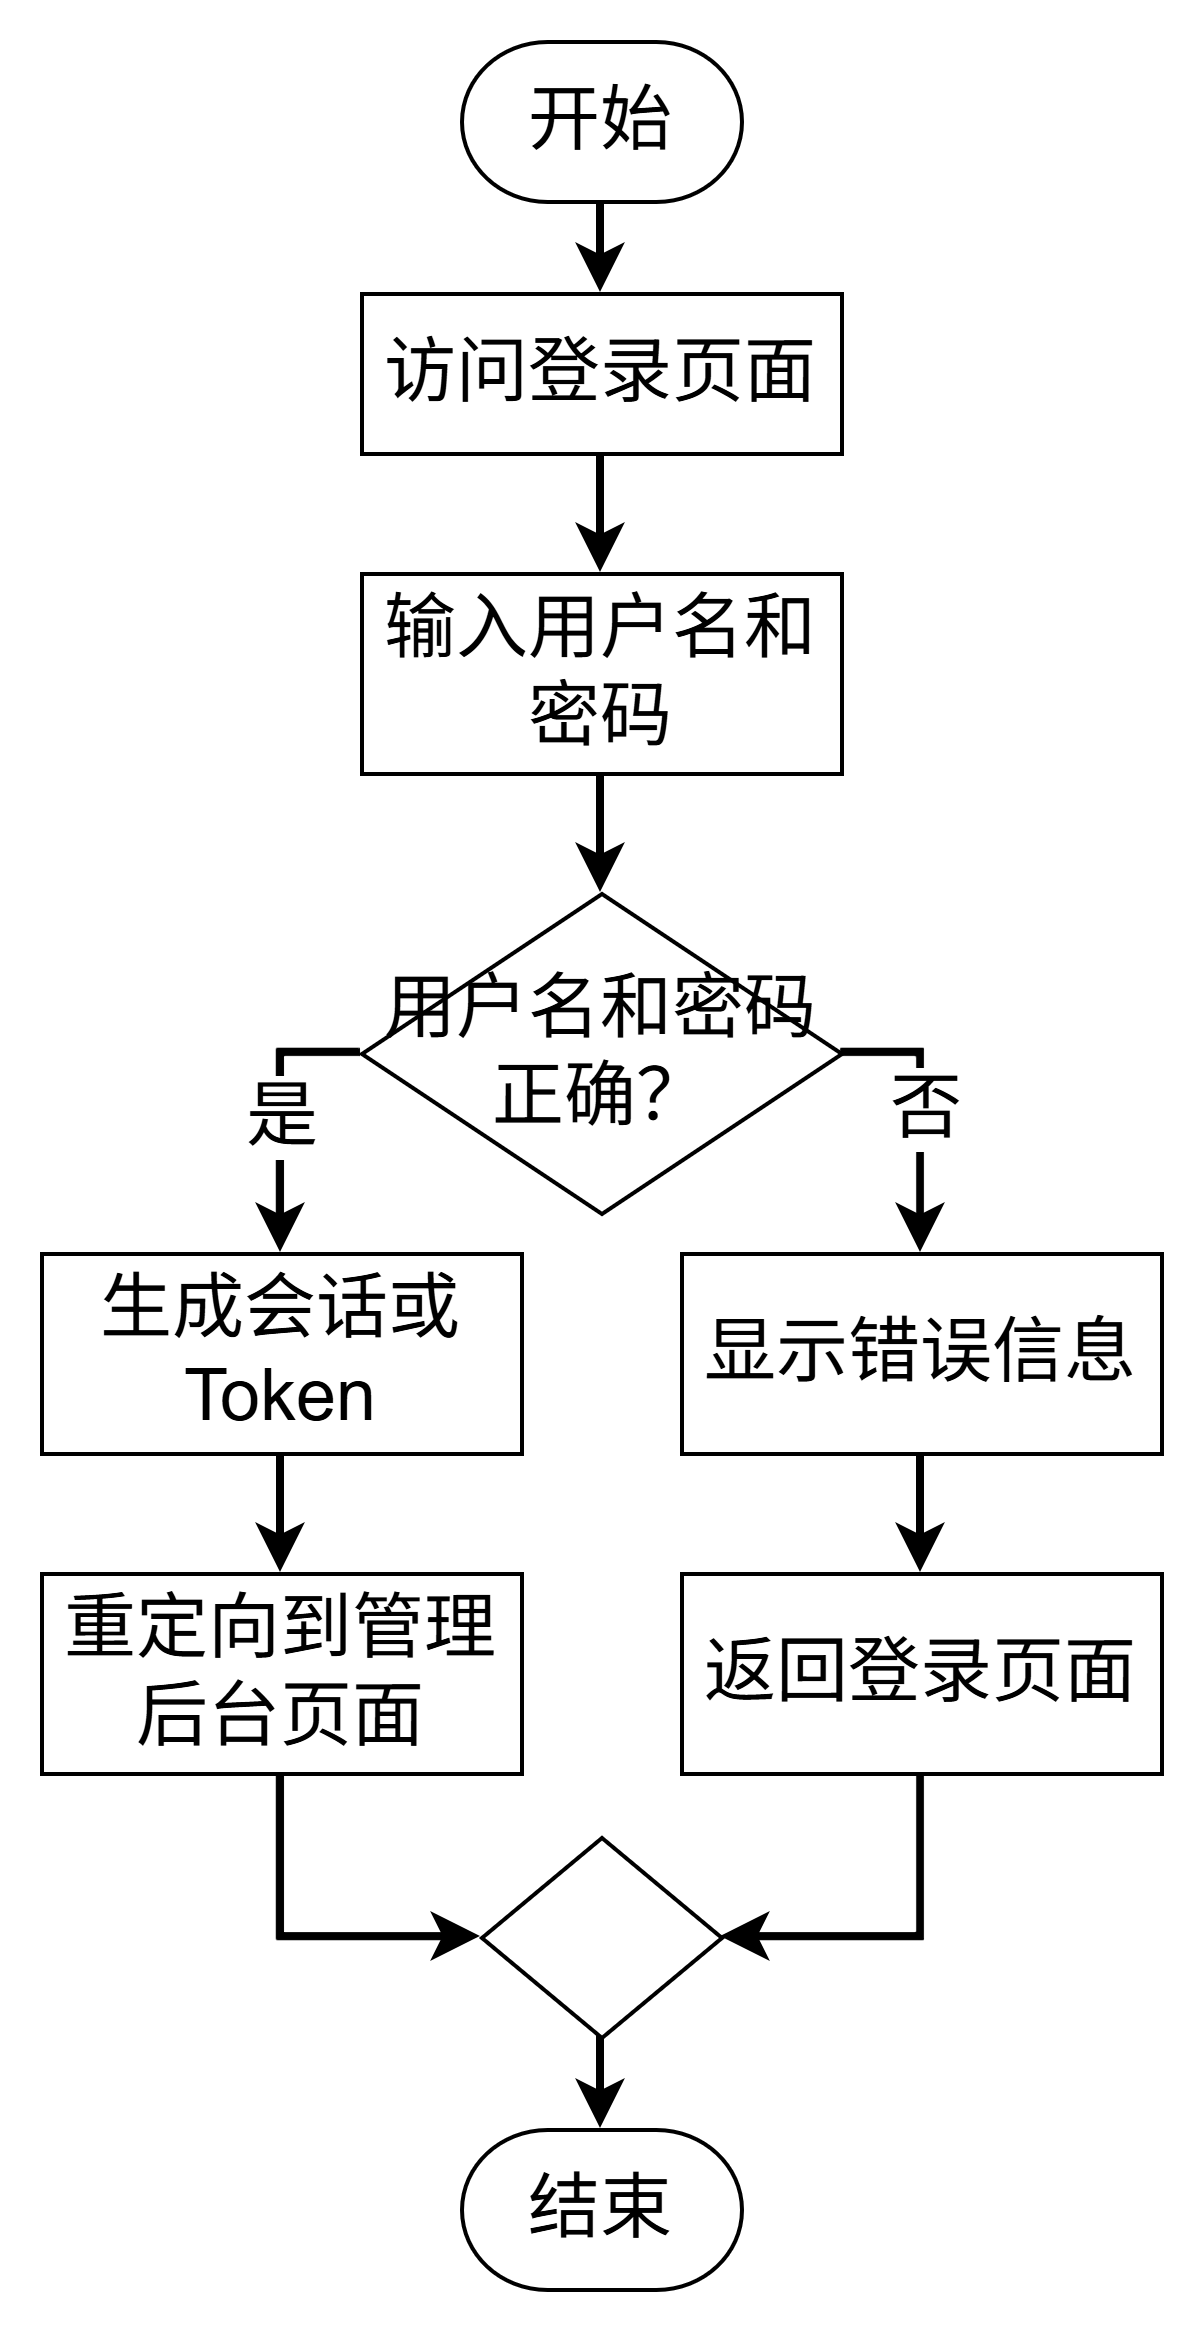 开始
访问登录页面
输入用户名和
密码
用户名和密码
正确？
是
否
生成会话或
Token
显示错误信息
重定向到管理
后台页面
返回登录页面
结束